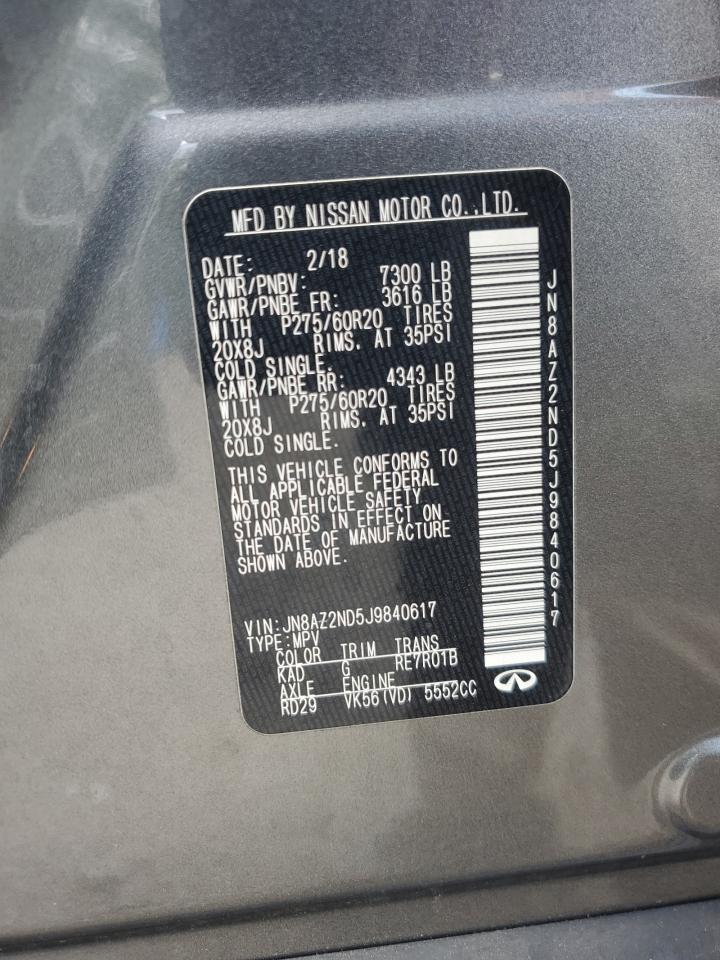 MFD BY NISSAN MOTOR CO.,LTD.
DATE: 2/18
GVWR/PNBV: 7300 LB
GAWR/PNBE FR: 3616 LB
WITH P275/60R20 TIRES
20X8J RIMS. AT 35PSI
COLD SINGLE.
GAWR/PNBE RR: 4343 LB
WITH P275/60R20 TIRES
20X8J RIMS. AT 35PSI
COLD SINGLE.
THIS VEHICLE CONFORMS TO
ALL APPLICABLE FEDERAL
MOTOR VEHICLE SAFETY
STANDARDS IN EFFECT ON
THE DATE OF MANUFACTURE
SHOWN ABOVE.
VIN:JN8AZ2ND5J9840617
TYPE:MPV
COLOR TRIM TRANS
KAD G RE7R01B
AXLE ENGINE
RD29 VK56(VD) 5552CC
JN8AZ2ND5J9840617